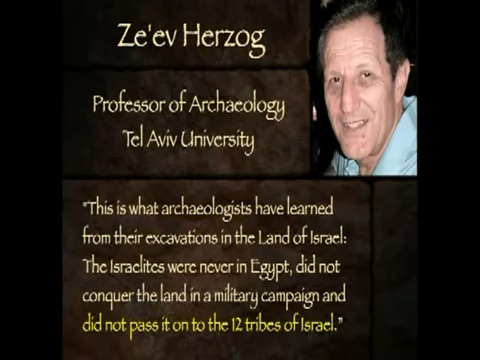 Ze'ev Herzog
Professor of Archaeology
Tel Aviv University
"This is what archaeologists have learned
from their excavations in the Land of Israel:
The Israelites were never in Egypt, did not
conquer the land in a military campaign and
did not pass it on to the 12 tribes of Israel."